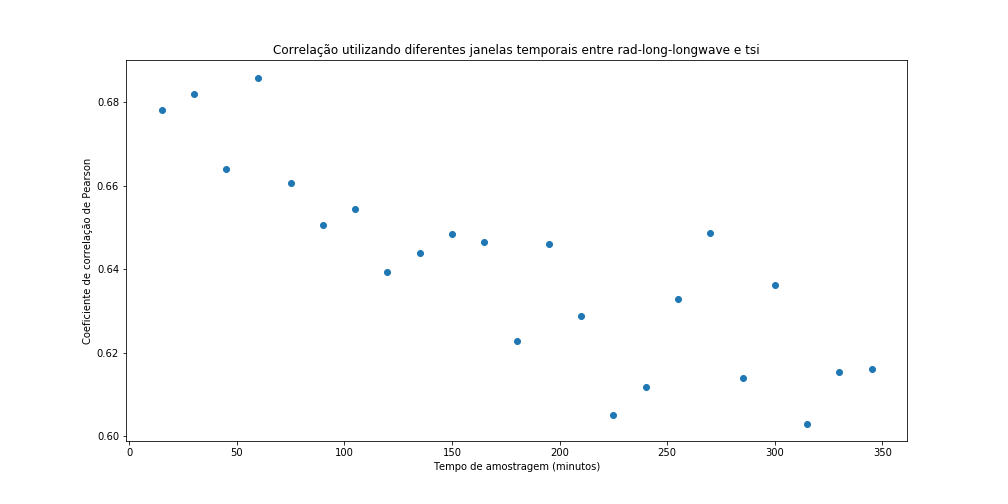 Correlação utilizando diferentes janelas temporais entre rad-long-longwave e tsi
Coeficiente de correlação de Pearson
0.68
0.66
0.64
0.62
0.60
0 50 100 150 200 250 300 350
Tempo de amostragem (minutos)